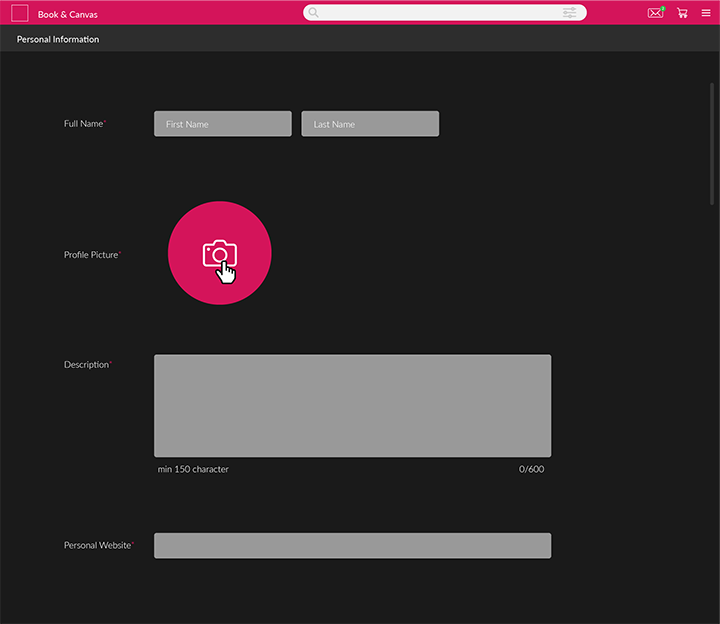 Book & Canvas
Personal Information
Full Name*
First Name
Last Name
Profile Picture*
Description*
min 150 character
0/600
Personal Website*